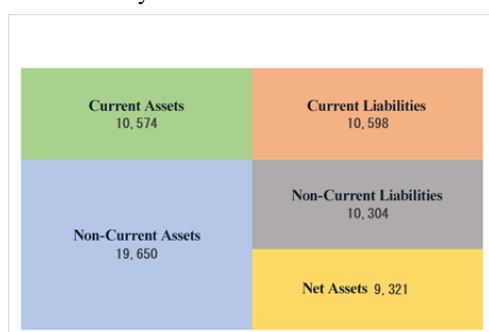 Current Assets
10,574
Current Liabilities
10,598
Non-Current Assets
19,650
Non-Current Liabilities
10,304
Net Assets 9,321